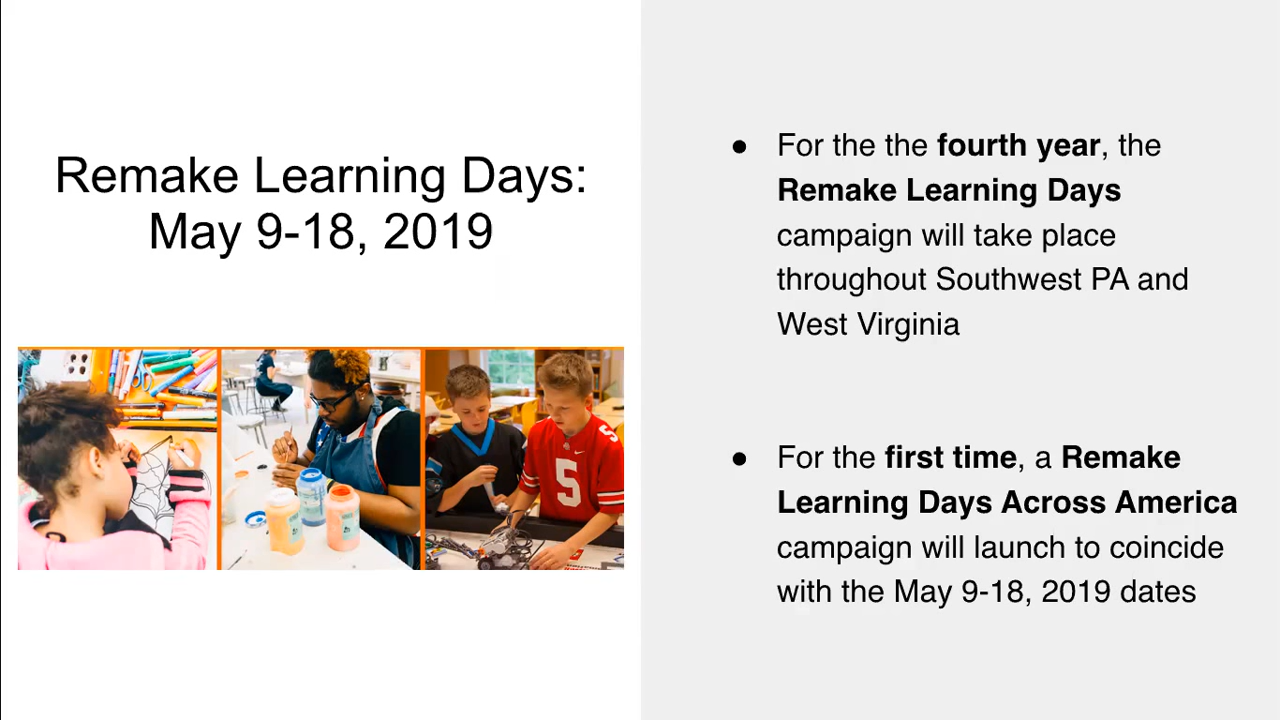 Remake Learning Days:
May 9-18, 2019
● For the the fourth year, the
Remake Learning Days
campaign will take place
throughout Southwest PA and
West Virginia
● For the first time, a Remake
Learning Days Across America
campaign will launch to coincide
with the May 9-18, 2019 dates
5
S